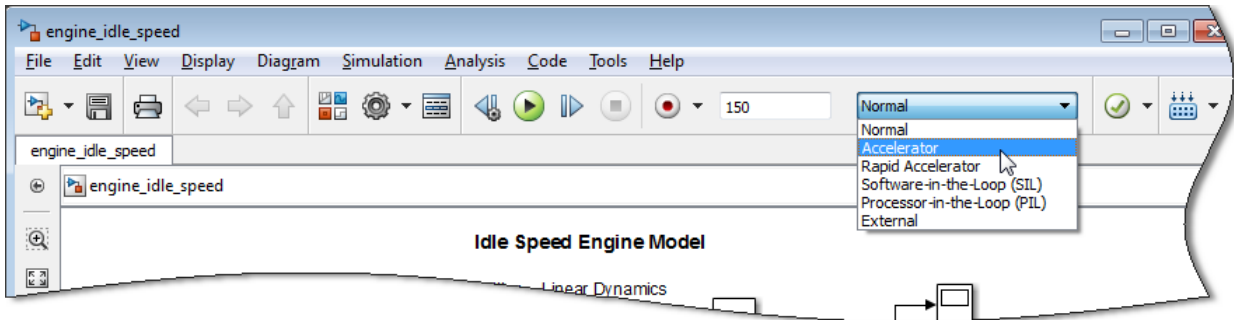 engine_idle_speed
File Edit View Display Diagram Simulation Analysis Code Tools Help
150 Normal
Normal
Accelerator
Rapid Accelerator
Software-in-the-Loop (SIL)
Processor-in-the-Loop (PIL)
External
engine_idle_speed
engine_idle_speed
Idle Speed Engine Model
Linear Dynamics